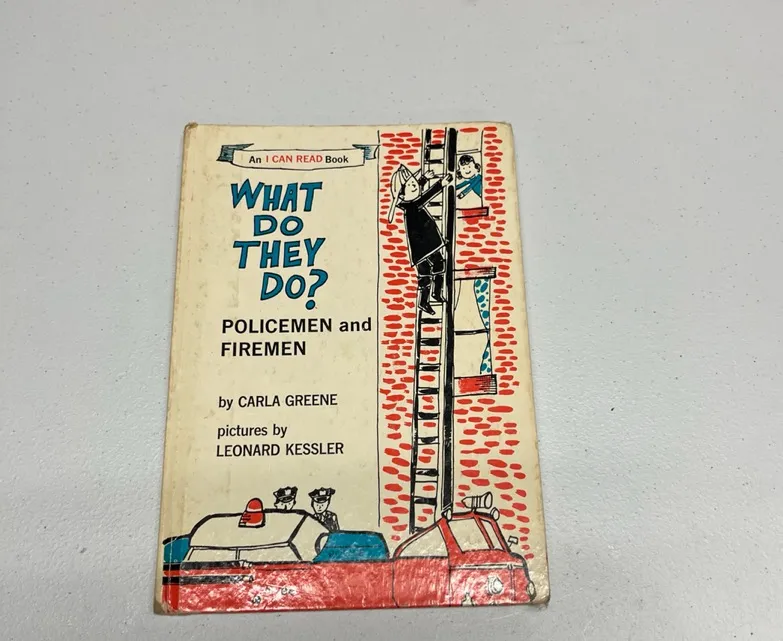 An I CAN READ Book
WHAT
DO
THEY
DO?
POLICEMEN and
FIREMEN
by CARLA GREENE
pictures by
LEONARD KESSLER